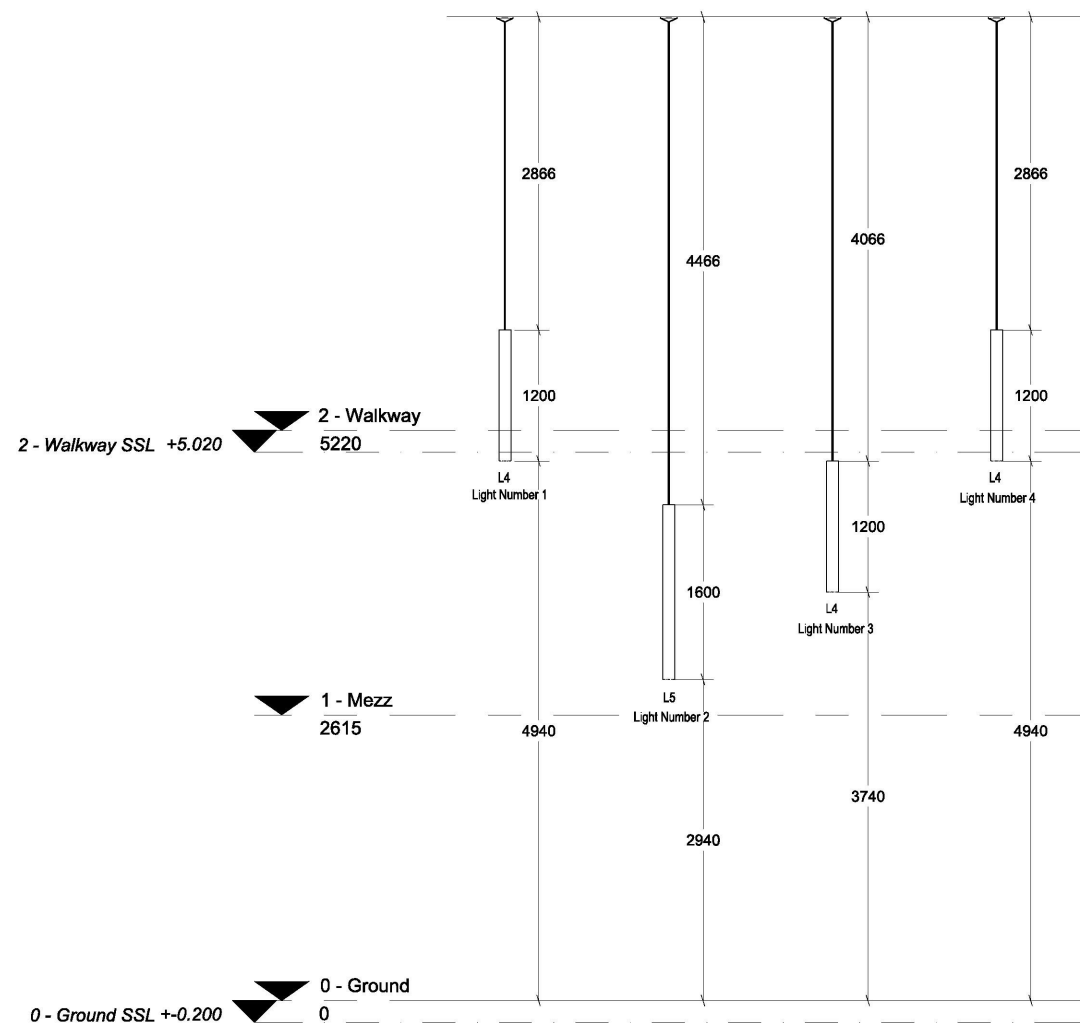 2866
2866
4066
4466
1200
1200
2 - Walkway
2 - Walkway SSL +5.020
5220
L4
Light Number 1
L4
Light Number 4
1200
1600
L4
Light Number 3
L5
Light Number 2
1 - Mezz
2615
4940
4940
3740
2940
0 - Ground
0 - Ground SSL +-0.200
0